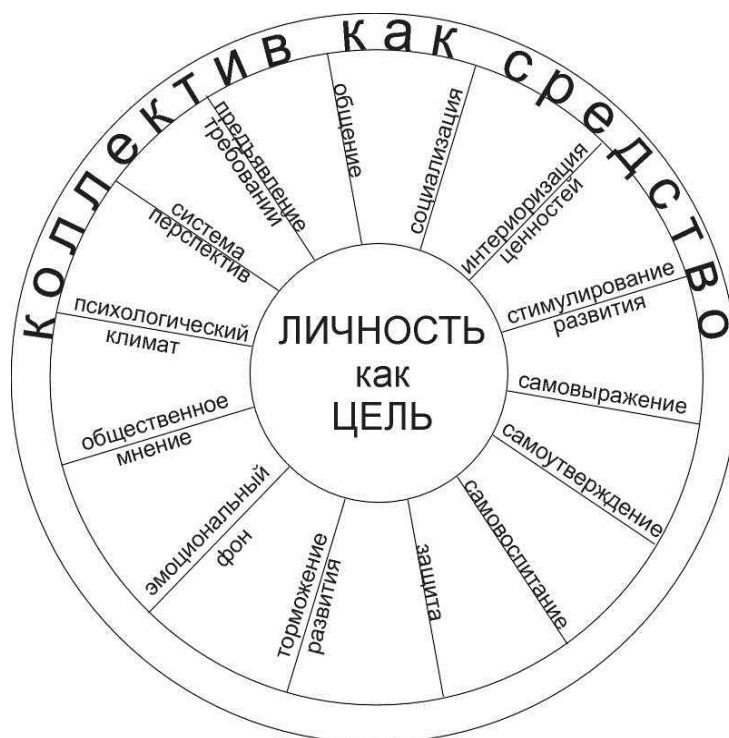 коллектив как средство
ЛИЧНОСТЬ
как
ЦЕЛЬ
общение
социализация
интериоризация
ценностей
стимулирование
развития
самовыражение
самоутверждение
самовоспитание
защита
торможение
развития
эмоциональный
фон
общественное
мнение
психологический
климат
система
перспектив
предъявление
требований